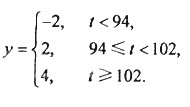 y = { -2, t < 94,
2, 94 ≤ t < 102,
4, t ≥ 102.